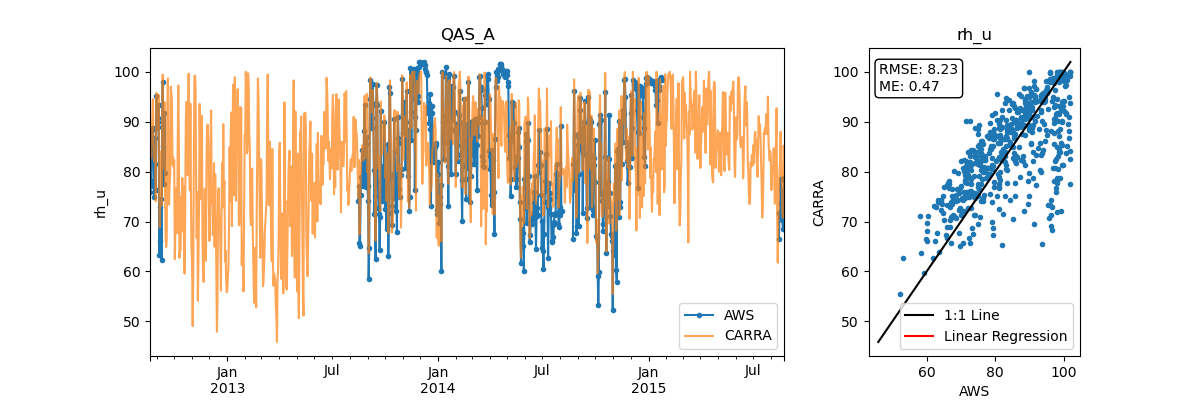 QAS_A
rh_u
100
90
80
70
60
50
rh_u
Jan
2013
Jul
Jan
2014
Jul
Jan
2015
Jul
AWS
CARRA
rh_u
100
90
80
70
60
50
CARRA
RMSE: 8.23
ME: 0.47
1:1 Line
Linear Regression
60
80
100
AWS